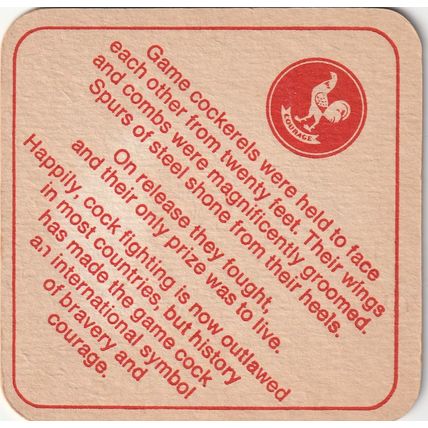 Game cockerels were held to face
each other from twenty feet. Their wings
and combs were magnificently groomed.
Spurs of steel shone from their heels.
On release they fought,
and their only prize was to live.
Happily, cock fighting is now outlawed
in most countries, but history
has made the game cock
an international symbol
of bravery and
courage.
COURAGE